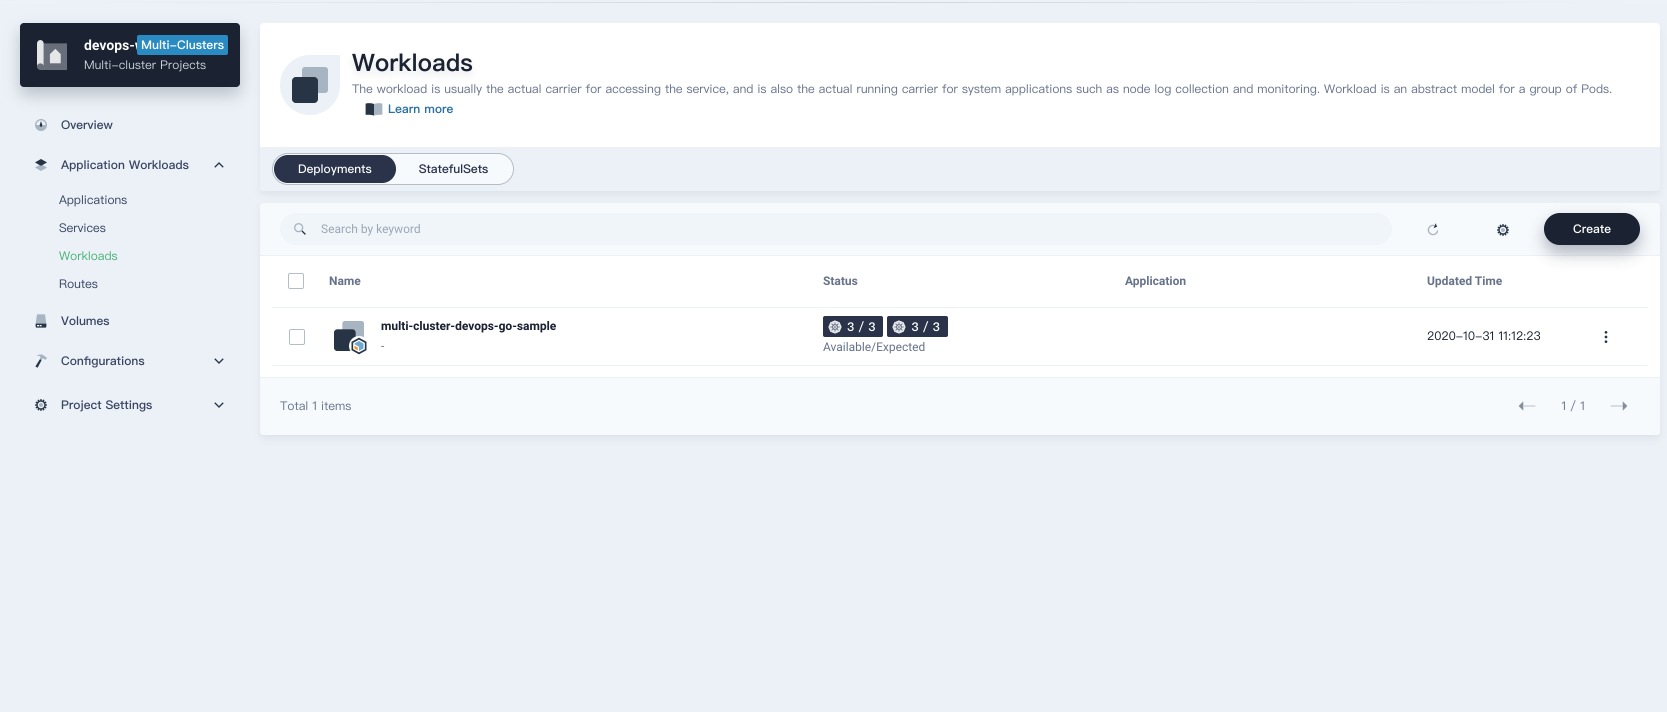 devops-
Multi-Clusters
Multi-cluster Projects
Overview
Application Workloads
Applications
Services
Workloads
Routes
Volumes
Configurations
Project Settings
Workloads
The workload is usually the actual carrier for accessing the service, and is also the actual running carrier for system applications such as node log collection and monitoring. Workload is an abstract model for a group of Pods.
Learn more
Deployments StatefulSets
Search by keyword
Create
Name Status Application Updated Time
multi-cluster-devops-go-sample
-
3 / 3 3 / 3
Available/Expected
2020-10-31 11:12:23
Total 1 items
1 / 1